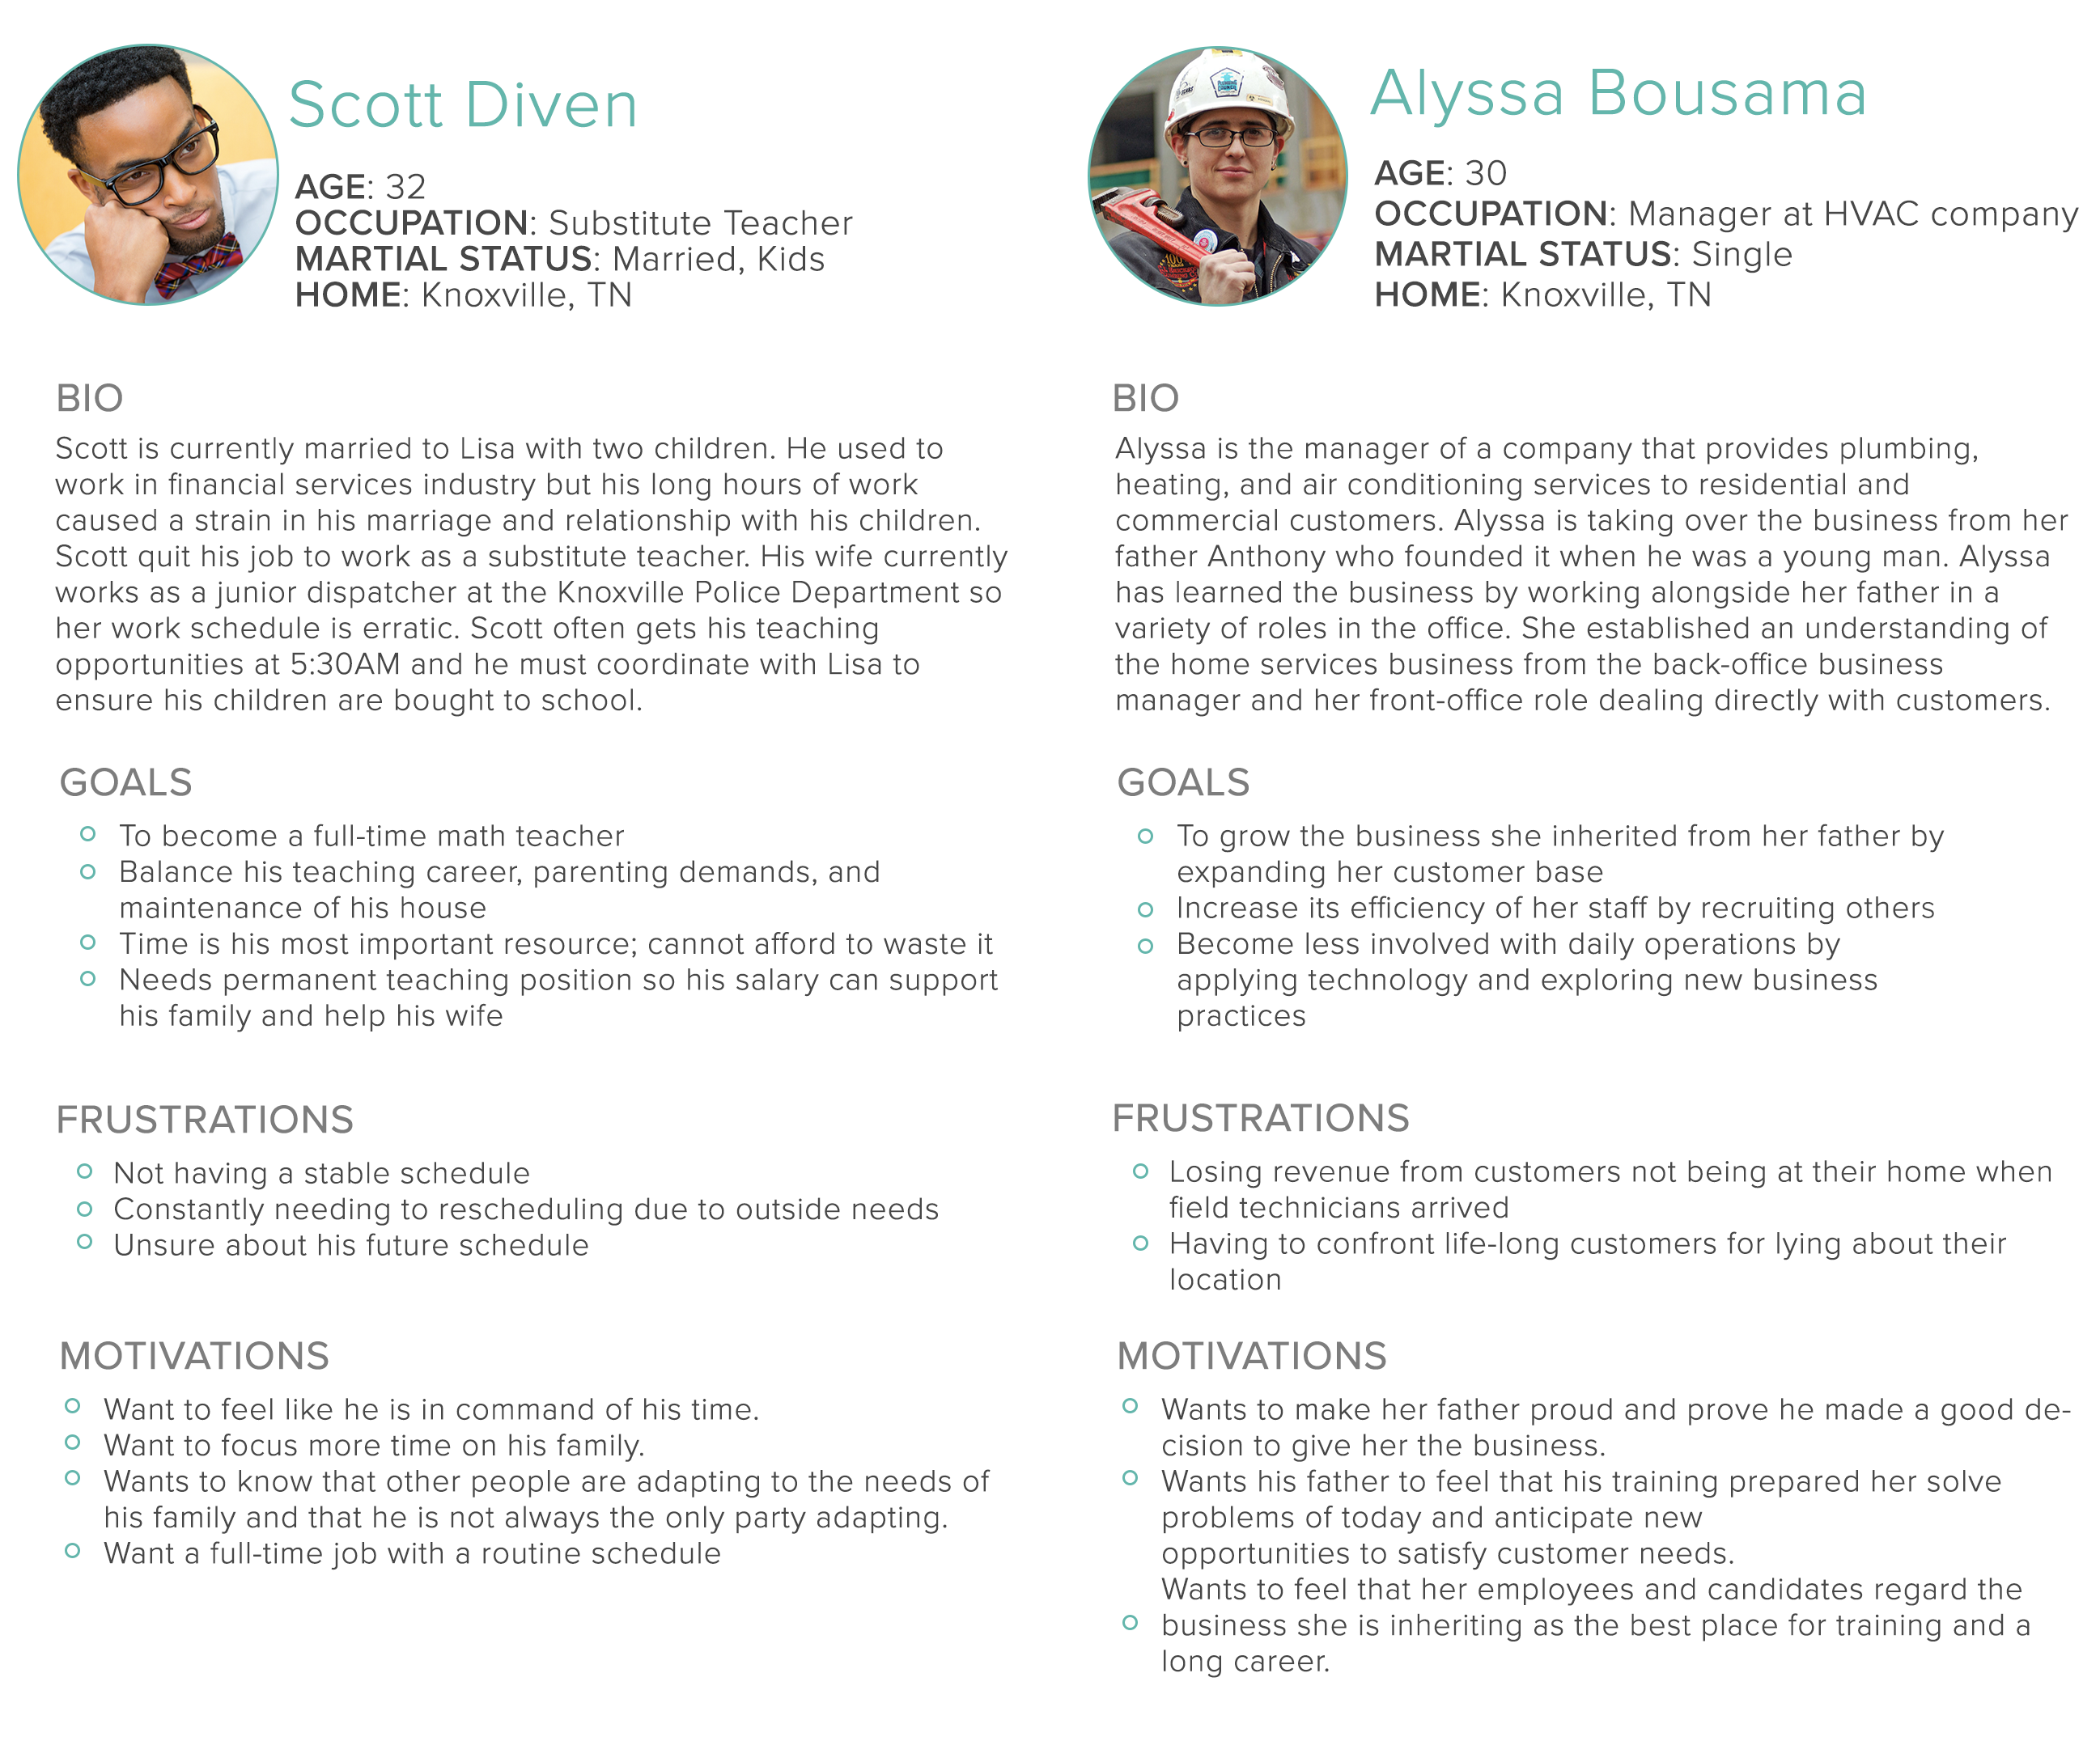 Scott Diven
AGE: 32
OCCUPATION: Substitute Teacher
MARTIAL STATUS: Married, Kids
HOME: Knoxville, TN
BIO
Scott is currently married to Lisa with two children. He used to
work in financial services industry but his long hours of work
caused a strain in his marriage and relationship with his children.
Scott quit his job to work as a substitute teacher. His wife currently
works as a junior dispatcher at the Knoxville Police Department so
her work schedule is erratic. Scott often gets his teaching
opportunities at 5:30AM and he must coordinate with Lisa to
ensure his children are bought to school.
GOALS
To become a full-time math teacher
Balance his teaching career, parenting demands, and
maintenance of his house
Time is his most important resource; cannot afford to waste it
Needs permanent teaching position so his salary can support
his family and help his wife
FRUSTRATIONS
Not having a stable schedule
Constantly needing to rescheduling due to outside needs
Unsure about his future schedule
MOTIVATIONS
Want to feel like he is in command of his time.
Want to focus more time on his family.
Wants to know that other people are adapting to the needs of
his family and that he is not always the only party adapting.
Want a full-time job with a routine schedule
Alyssa Bousama
AGE: 30
OCCUPATION: Manager at HVAC company
MARTIAL STATUS: Single
HOME: Knoxville, TN
BIO
Alyssa is the manager of a company that provides plumbing,
heating, and air conditioning services to residential and
commercial customers. Alyssa is taking over the business from her
father Anthony who founded it when he was a young man. Alyssa
has learned the business by working alongside her father in a
variety of roles in the office. She established an understanding of
the home services business from the back-office business
manager and her front-office role dealing directly with customers.
GOALS
To grow the business she inherited from her father by
expanding her customer base
Increase its efficiency of her staff by recruiting others
Become less involved with daily operations by
applying technology and exploring new business
practices
FRUSTRATIONS
Losing revenue from customers not being at their home when
field technicians arrived
Having to confront life-long customers for lying about their
location
MOTIVATIONS
Wants to make her father proud and prove he made a good de-
cision to give her the business.
Wants his father to feel that his training prepared her solve
problems of today and anticipate new
opportunities to satisfy customer needs.
Wants to feel that her employees and candidates regard the
business she is inheriting as the best place for training and a
long career.